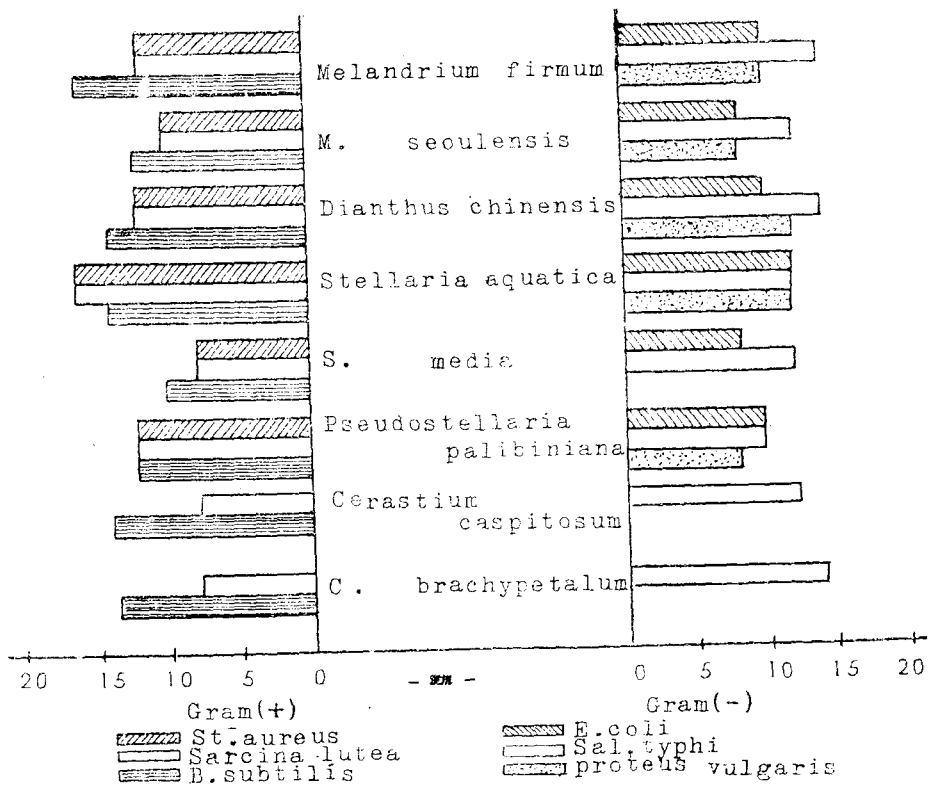 Melandrium firmum
M. seoulensis
Dianthus chinensis
Stellaria aquatica
S. media
Pseudostellaria
palibiniana
Cerastium
caspitosum
C. brachypetalum
20 15 10 5 0 - mm - 0 5 10 15 20
Gram(+) Gram(-)
St.aureus
Sarcina lutea
B.subtilis
E.coli
Sal.typhi
proteus vulgaris